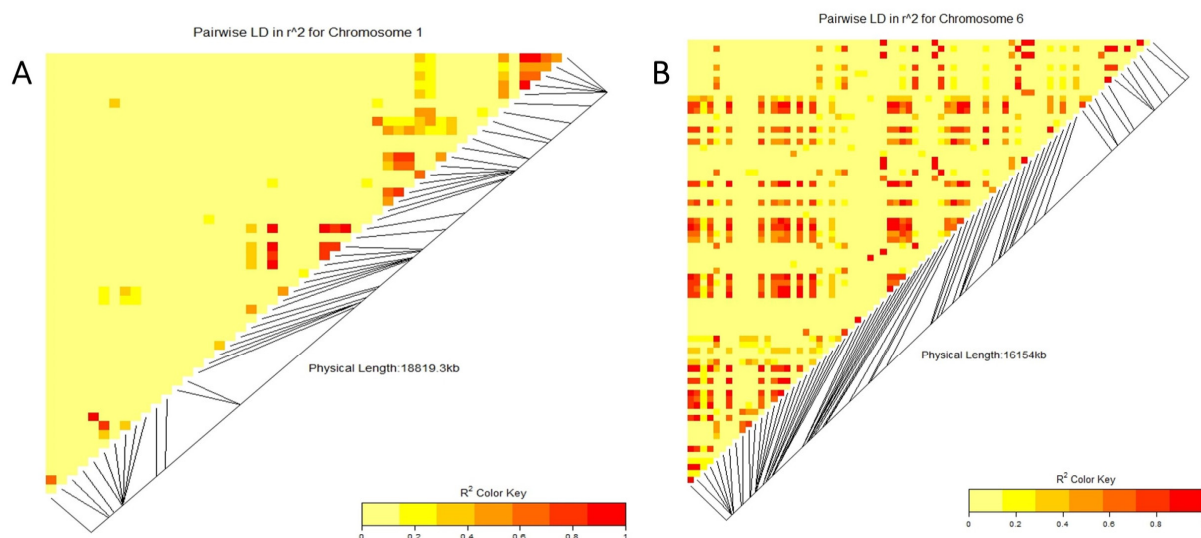 A
Pairwise LD in r^2 for Chromosome 1
Physical Length:18819.3kb
R2 Color Key
0 0.2 0.4 0.6 0.8 1
B
Pairwise LD in r^2 for Chromosome 6
Physical Length:16154kb
R2 Color Key
0 0.2 0.4 0.6 0.8